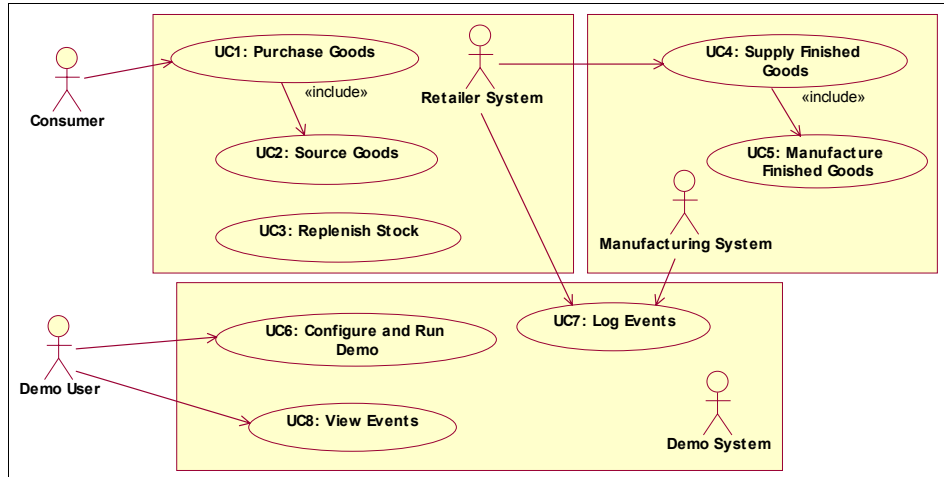 UC1: Purchase Goods
«include»
Consumer
UC2: Source Goods
UC3: Replenish Stock
Retailer System
UC4: Supply Finished
Goods
«include»
UC5: Manufacture
Finished Goods
Manufacturing System
UC6: Configure and Run
Demo
UC7: Log Events
Demo User
UC8: View Events
Demo System